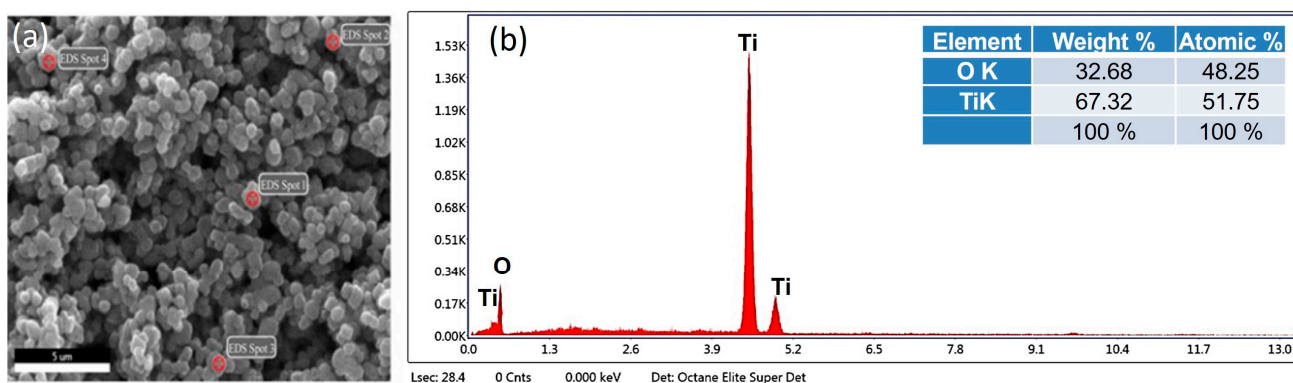 (a)
EDS Spot 2
EDS Spot 4
EDS Spot 1
EDS Spot 3
5 um
(b)
Ti
Element Weight % Atomic %
O K 32.68 48.25
TiK 67.32 51.75
100 % 100 %
1.53K
1.36K
1.19K
1.02K
0.85K
0.68K
0.51K
0.34K
0.17K
0.00K
O
Ti
Ti
0.0 1.3 2.6 3.9 5.2 6.5 7.8 9.1 10.4 11.7 13.0
Lsec: 28.4 0 Cnts 0.000 keV Det: Octane Elite Super Det